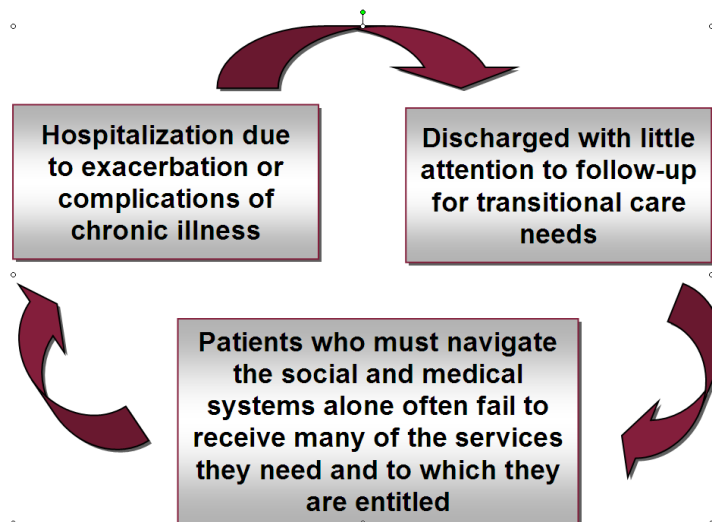 Hospitalization due
to exacerbation or
complications of
chronic illness
Discharged with little
attention to follow-up
for transitional care
needs
Patients who must navigate
the social and medical
systems alone often fail to
receive many of the services
they need and to which they
are entitled